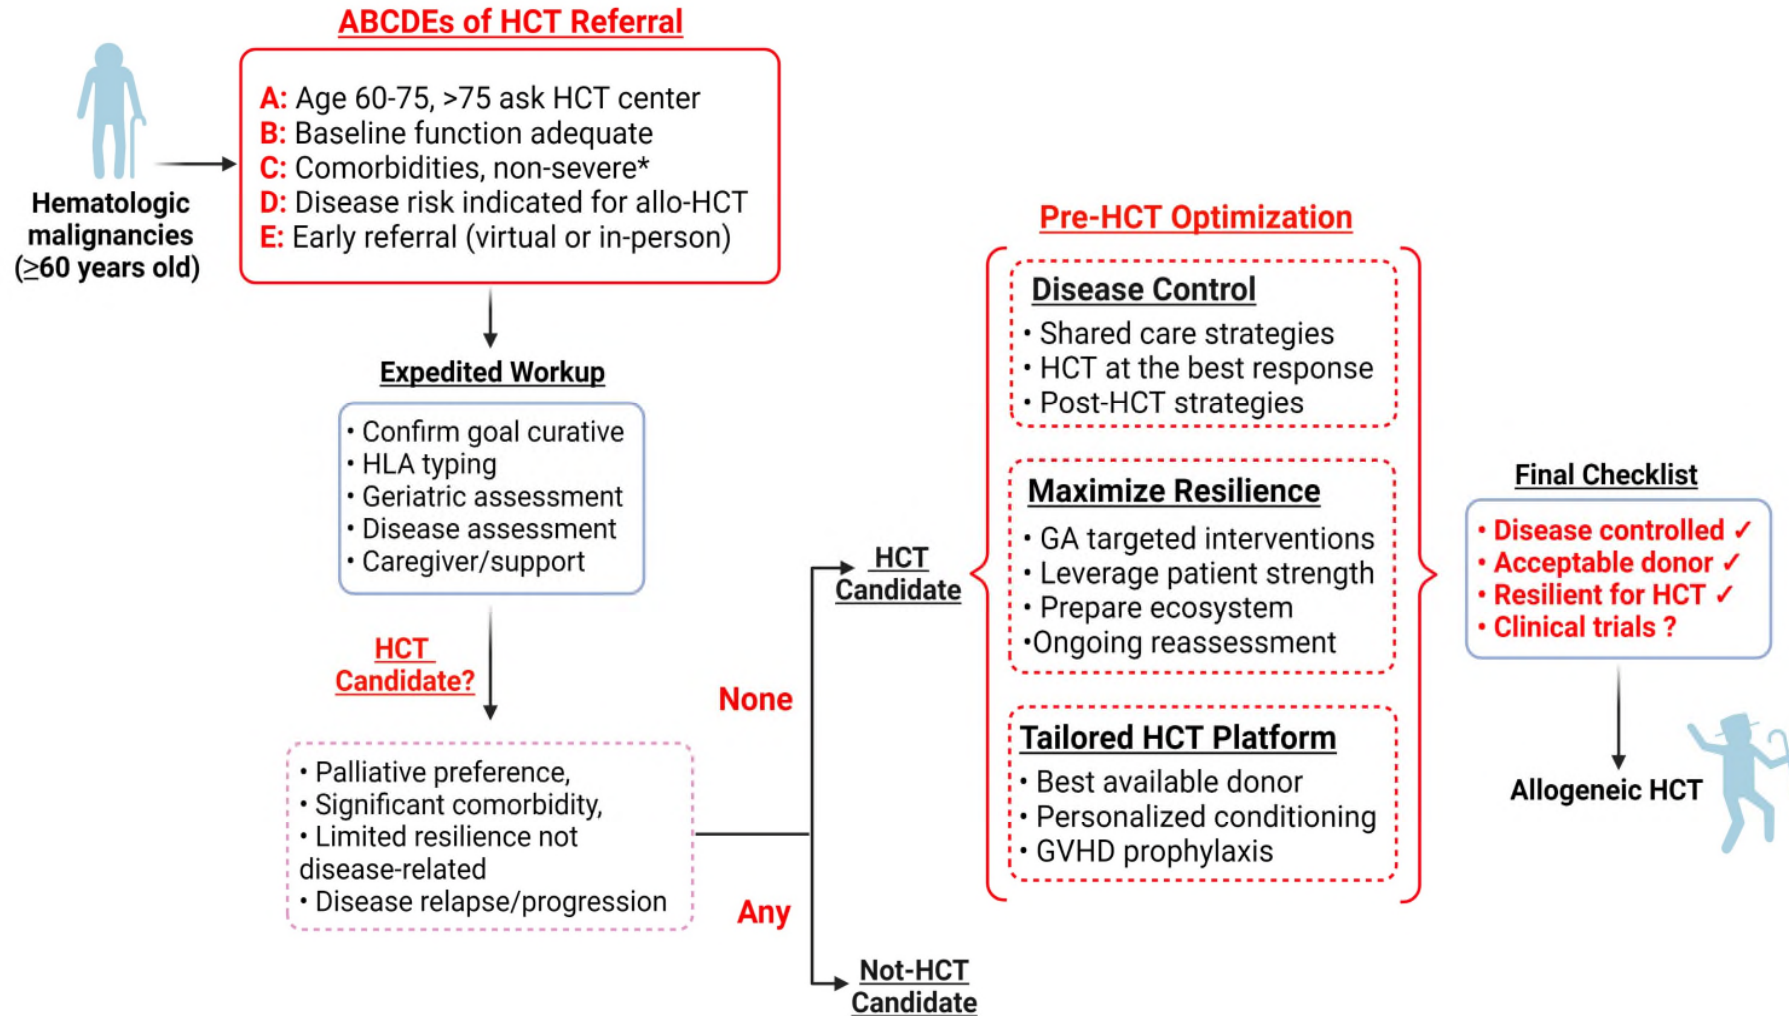 ABCDEs of HCT Referral
A: Age 60-75, >75 ask HCT center
B: Baseline function adequate
C: Comorbidities, non-severe*
D: Disease risk indicated for allo-HCT
E: Early referral (virtual or in-person)
Hematologic
malignancies
(≥60 years old)
Expedited Workup
• Confirm goal curative
• HLA typing
• Geriatric assessment
• Disease assessment
• Caregiver/support
HCT
Candidate?
• Palliative preference,
• Significant comorbidity,
• Limited resilience not
disease-related
• Disease relapse/progression
None
Any
HCT
Candidate
Not-HCT
Candidate
Pre-HCT Optimization
Disease Control
• Shared care strategies
• HCT at the best response
• Post-HCT strategies
Maximize Resilience
• GA targeted interventions
• Leverage patient strength
• Prepare ecosystem
•Ongoing reassessment
Tailored HCT Platform
• Best available donor
• Personalized conditioning
• GVHD prophylaxis
Final Checklist
• Disease controlled ✓
• Acceptable donor ✓
• Resilient for HCT ✓
• Clinical trials ?
Allogeneic HCT